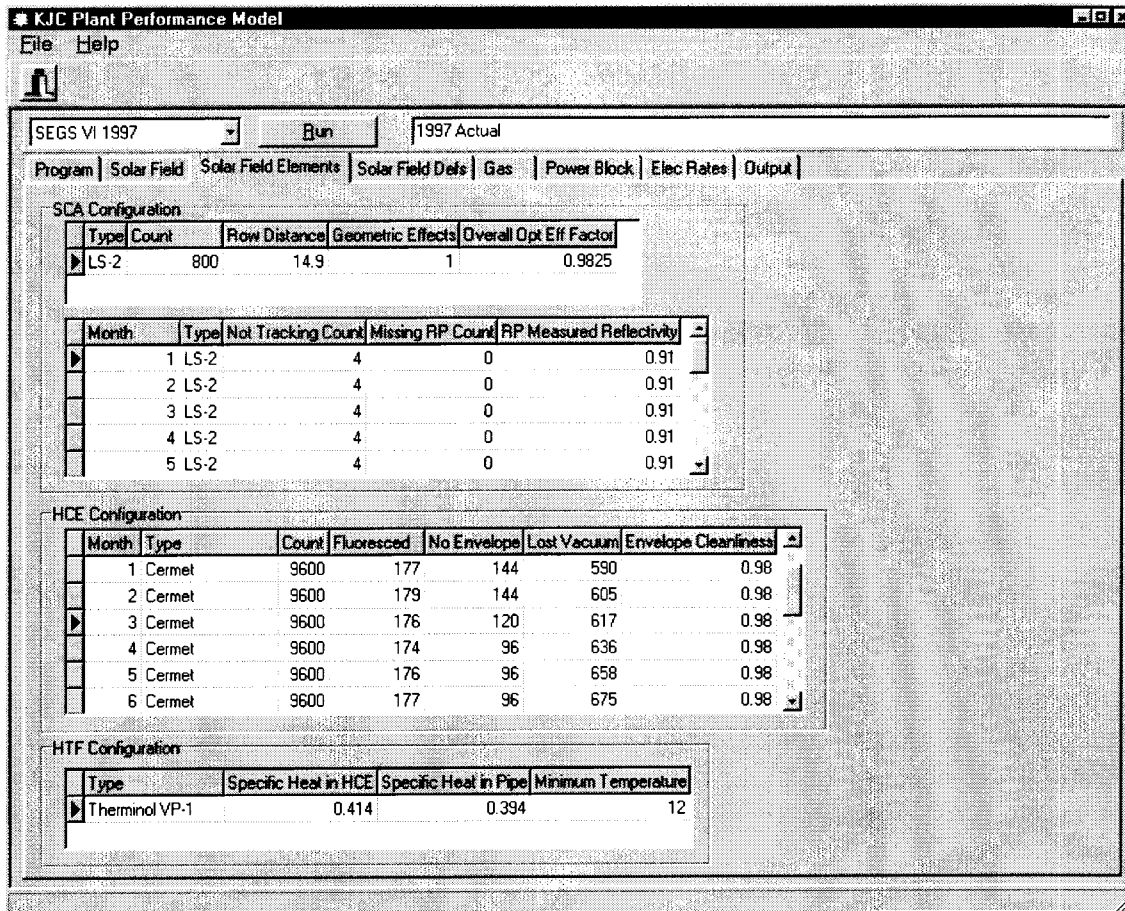 KJC Plant Performance Model
File Help
SEGS VI 1997 Run 1997 Actual
Program Solar Field Solar Field Elements Solar Field Defs Gas Power Block Elec Rates Output
SCA Configuration
Type Count Row Distance Geometric Effects Overall Opt Eff Factor
LS-2 800 14.9 1 0.9825
Month Type Not Tracking Count Missing RP Count RP Measured Reflectivity
1 LS-2 4 0 0.91
2 LS-2 4 0 0.91
3 LS-2 4 0 0.91
4 LS-2 4 0 0.91
5 LS-2 4 0 0.91
HCE Configuration
Month Type Count Fluoresced No Envelope Lost Vacuum Envelope Cleanliness
1 Cermet 9600 177 144 590 0.98
2 Cermet 9600 179 144 605 0.98
3 Cermet 9600 176 120 617 0.98
4 Cermet 9600 174 96 636 0.98
5 Cermet 9600 176 96 658 0.98
6 Cermet 9600 177 96 675 0.98
HTF Configuration
Type Specific Heat in HCE Specific Heat in Pipe Minimum Temperature
Therminol VP-1 0.414 0.394 12